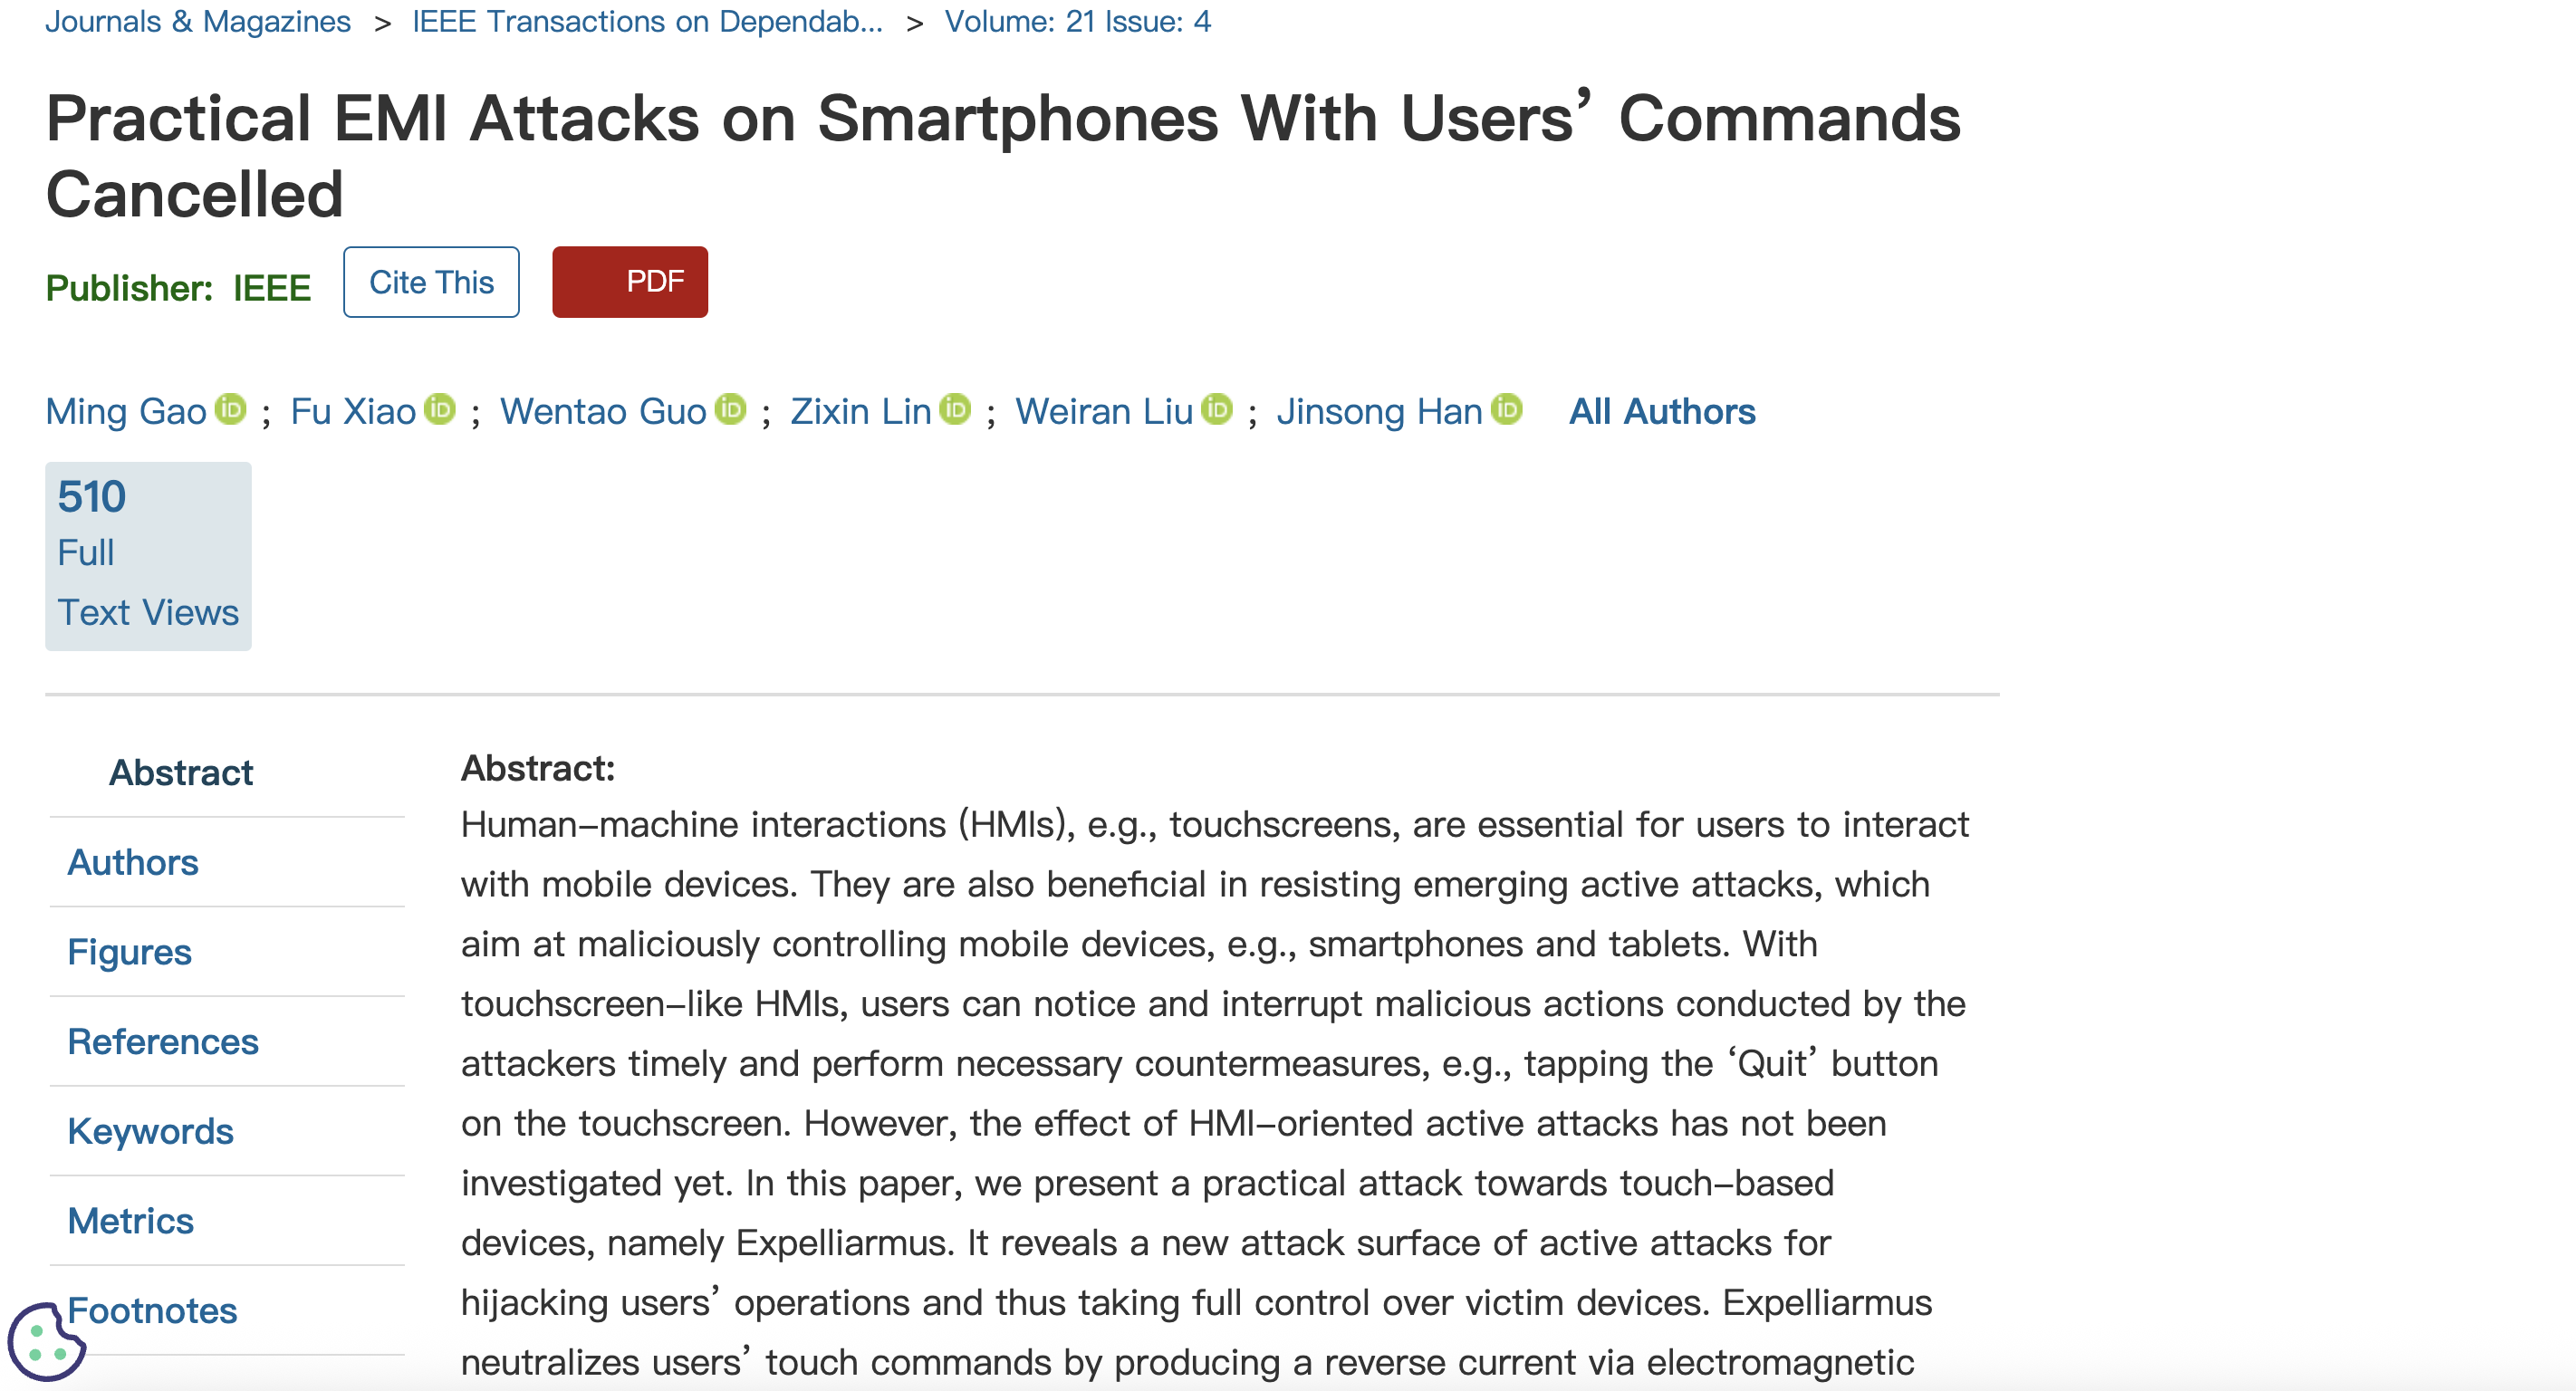 Journals & Magazines > IEEE Transactions on Dependab... > Volume: 21 Issue: 4
Practical EMI Attacks on Smartphones With Users’ Commands
Cancelled
Publisher: IEEE Cite This PDF
Ming Gao iD ; Fu Xiao iD ; Wentao Guo iD ; Zixin Lin iD ; Weiran Liu iD ; Jinsong Han iD All Authors
510
Full
Text Views
Abstract
Authors
Figures
References
Keywords
Metrics
Footnotes
Abstract:
Human–machine interactions (HMIs), e.g., touchscreens, are essential for users to interact
with mobile devices. They are also beneficial in resisting emerging active attacks, which
aim at maliciously controlling mobile devices, e.g., smartphones and tablets. With
touchscreen–like HMIs, users can notice and interrupt malicious actions conducted by the
attackers timely and perform necessary countermeasures, e.g., tapping the ‘Quit’ button
on the touchscreen. However, the effect of HMI–oriented active attacks has not been
investigated yet. In this paper, we present a practical attack towards touch–based
devices, namely Expelliarmus. It reveals a new attack surface of active attacks for
hijacking users’ operations and thus taking full control over victim devices. Expelliarmus
neutralizes users’ touch commands by producing a reverse current via electromagnetic